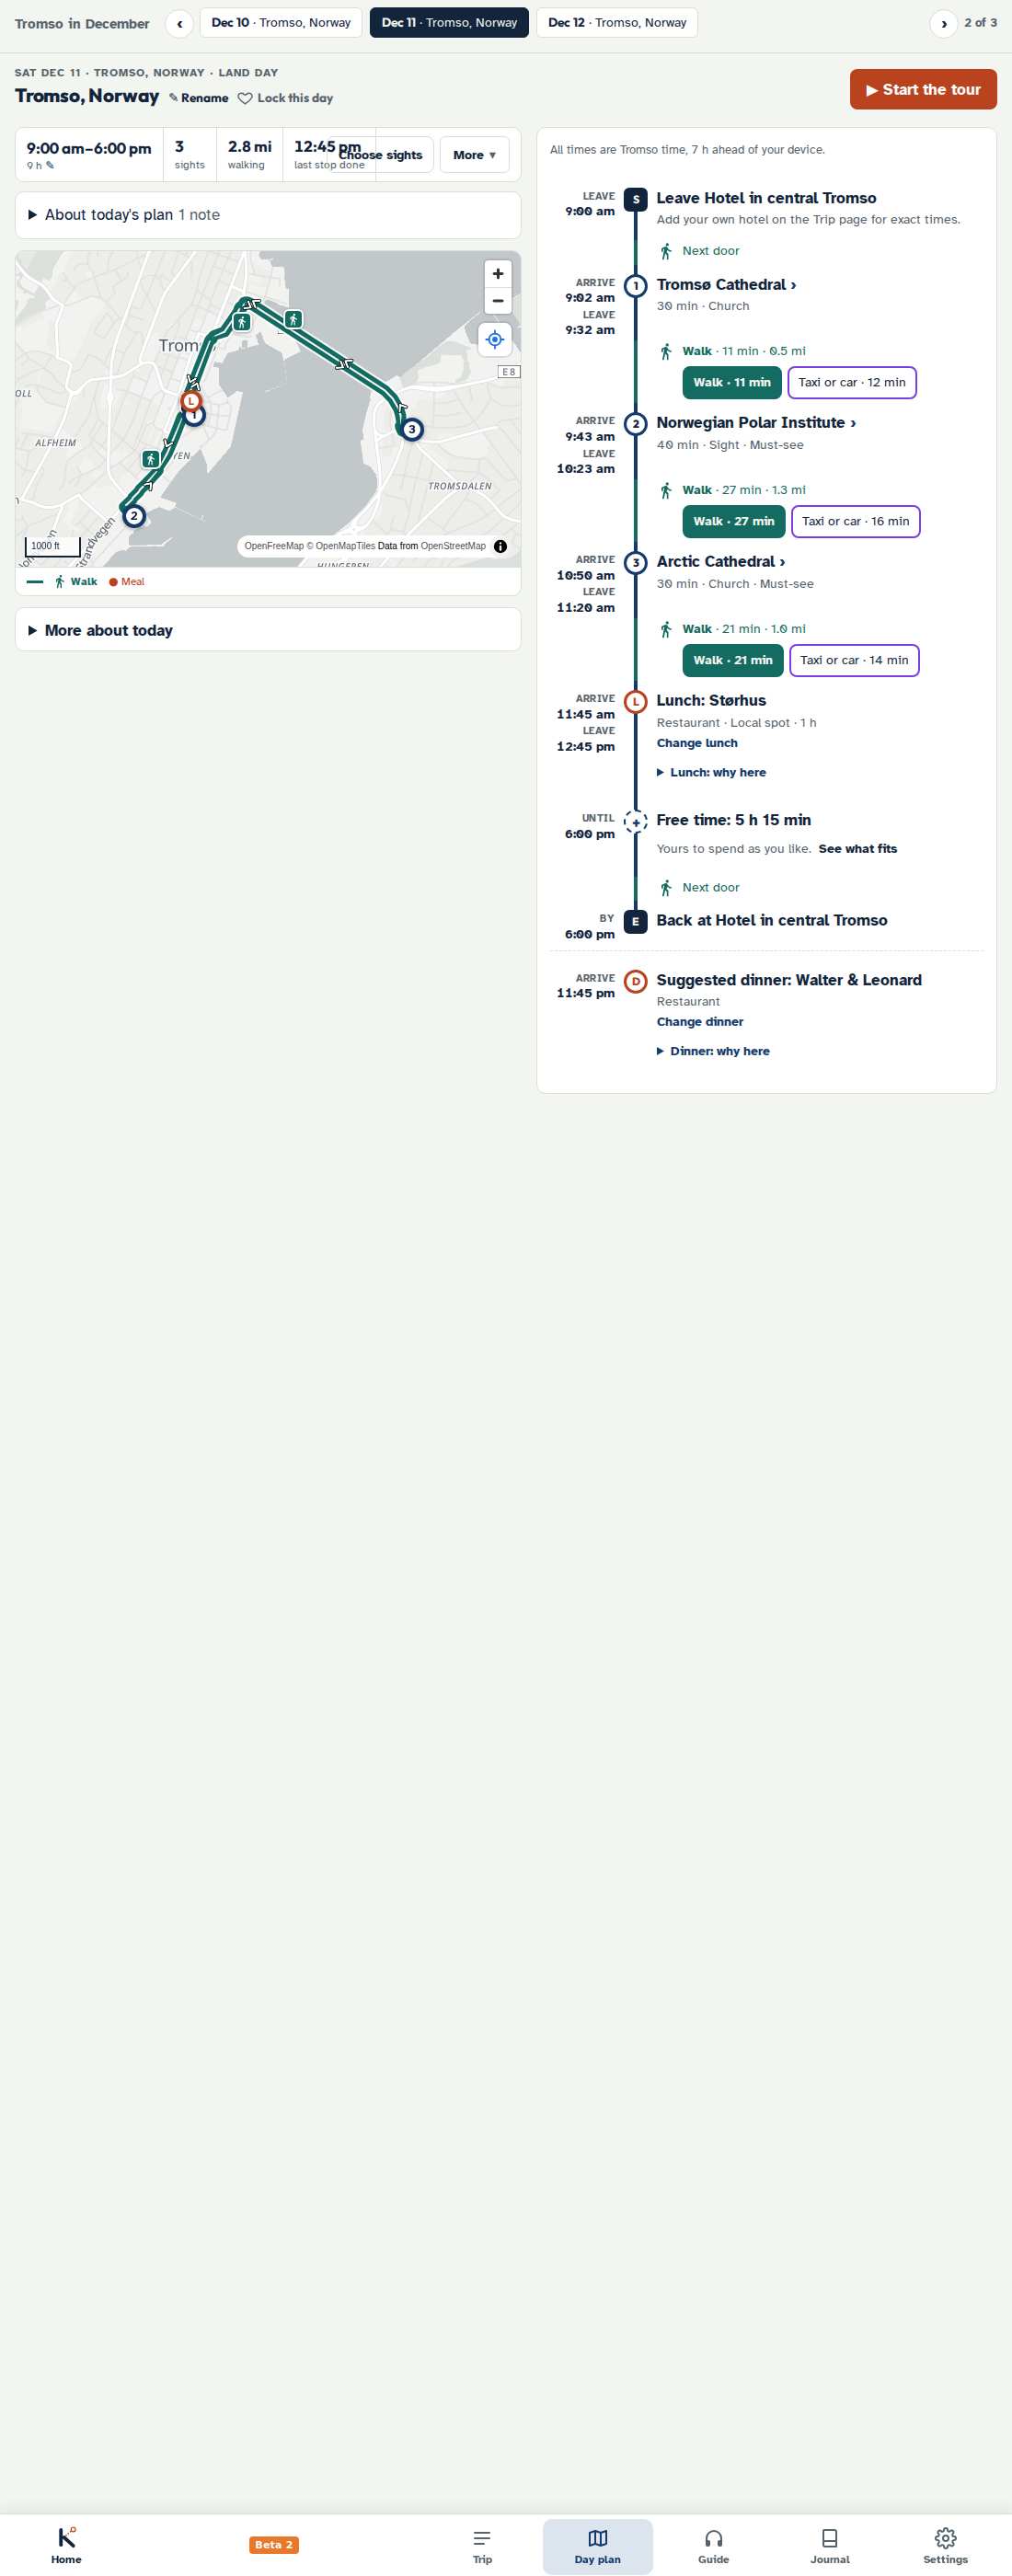 Tromso in December
‹
Dec 10 · Tromso, Norway
Dec 11 · Tromso, Norway
Dec 12 · Tromso, Norway
›
2 of 3
SAT DEC 11 · TROMSO, NORWAY · LAND DAY
Tromso, Norway
✎ Rename
Lock this day
▶ Start the tour
9:00 am–6:00 pm
9 h ✎
3
sights
2.8 mi
walking
12:45 pm
last stop done
Choose sights
More ▼
▶ About today's plan 1 note
+
−
E 8
ALFHEIM
TROMSDALEN
1
L
2
3
1000 ft
Strandvegen
OpenFreeMap © OpenMapTiles Data from OpenStreetMap
Walk
Meal
▶ More about today
All times are Tromso time, 7 h ahead of your device.
LEAVE
9:00 am
S
Leave Hotel in central Tromso
Add your own hotel on the Trip page for exact times.
Next door
ARRIVE
9:02 am
LEAVE
9:32 am
1
Tromsø Cathedral ›
30 min · Church
Walk · 11 min · 0.5 mi
Walk · 11 min
Taxi or car · 12 min
ARRIVE
9:43 am
LEAVE
10:23 am
2
Norwegian Polar Institute ›
40 min · Sight · Must-see
Walk · 27 min · 1.3 mi
Walk · 27 min
Taxi or car · 16 min
ARRIVE
10:50 am
LEAVE
11:20 am
3
Arctic Cathedral ›
30 min · Church · Must-see
Walk · 21 min · 1.0 mi
Walk · 21 min
Taxi or car · 14 min
ARRIVE
11:45 am
LEAVE
12:45 pm
L
Lunch: Størhus
Restaurant · Local spot · 1 h
Change lunch
▶ Lunch: why here
UNTIL
6:00 pm
+
Free time: 5 h 15 min
Yours to spend as you like. See what fits
Next door
BY
6:00 pm
E
Back at Hotel in central Tromso
ARRIVE
11:45 pm
D
Suggested dinner: Walter & Leonard
Restaurant
Change dinner
▶ Dinner: why here
Home
Beta 2
Trip
Day plan
Guide
Journal
Settings